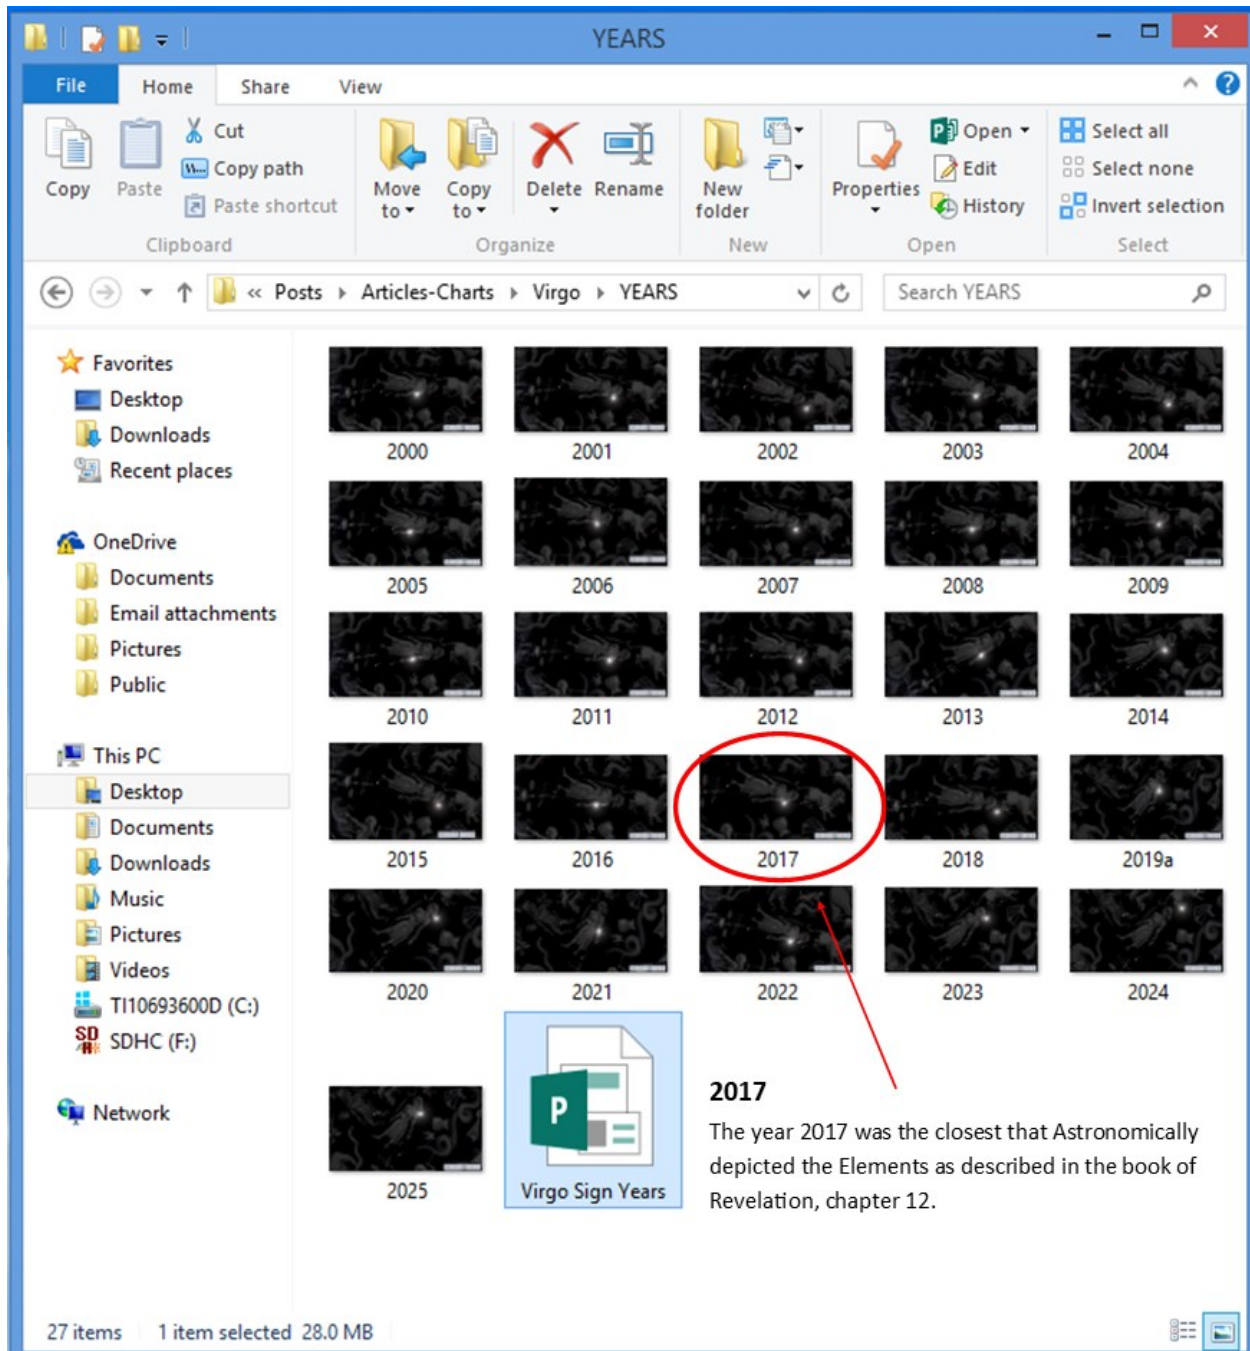 YEARS
File Home Share View
Copy
Paste
Cut
Copy path
Paste shortcut
Clipboard
Move to
Copy to
Delete
Rename
Organize
New folder
New
Properties
Open
Edit
History
Open
Select all
Select none
Invert selection
Select
« Posts Articles-Charts Virgo YEARS
Search YEARS
Favorites
Desktop
Downloads
Recent places
OneDrive
Documents
Email attachments
Pictures
Public
This PC
Desktop
Documents
Downloads
Music
Pictures
Videos
TI10693600D (C:)
SDHC (F:)
Network
2000 2001 2002 2003 2004
2005 2006 2007 2008 2009
2010 2011 2012 2013 2014
2015 2016 2017 2018 2019a
2020 2021 2022 2023 2024
2025 Virgo Sign Years
2017
The year 2017 was the closest that Astronomically
depicted the Elements as described in the book of
Revelation, chapter 12.
27 items 1 item selected 28.0 MB